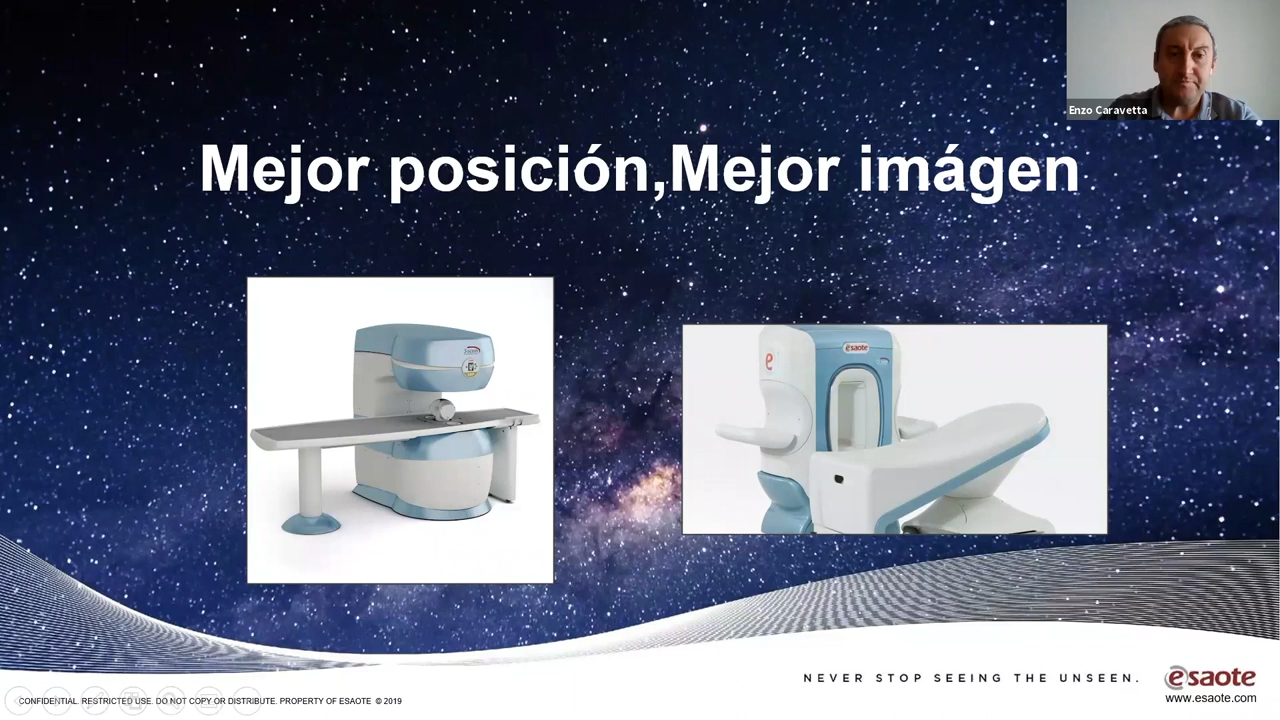 Enzo Caravetta
Mejor posición,Mejor imágen
esaote
e
NEVER STOP SEEING THE UNSEEN.
esaote
www.esaote.com
CONFIDENTIAL. RESTRICTED USE. DO NOT COPY OR DISTRIBUTE. PROPERTY OF ESAOTE © 2019